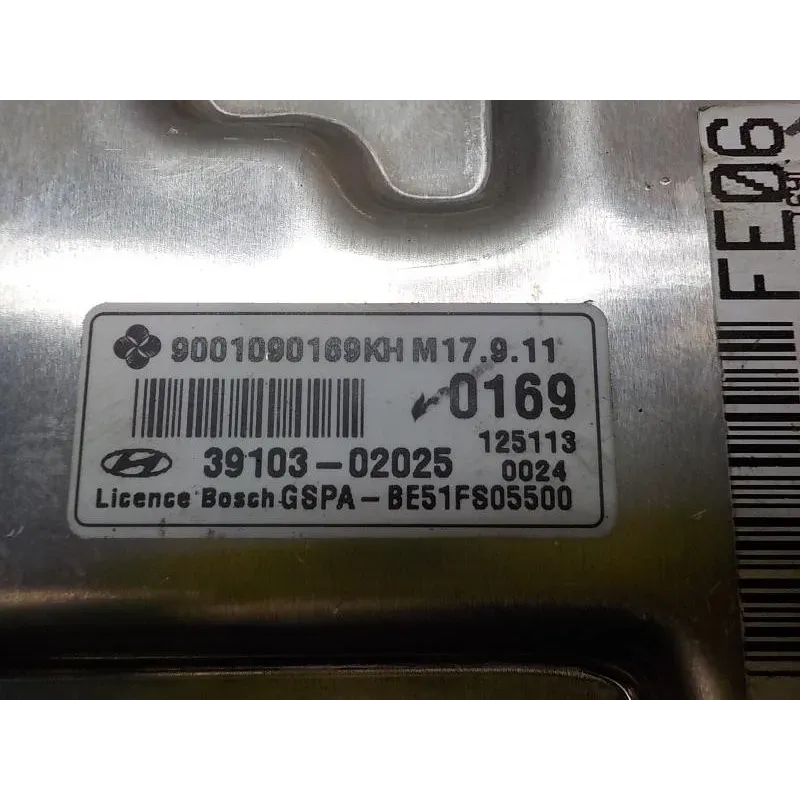 9001090169KH M17.9.11
0169
125113
39103-02025 0024
Licence Bosch GSPA-BE51FS05500
FE06